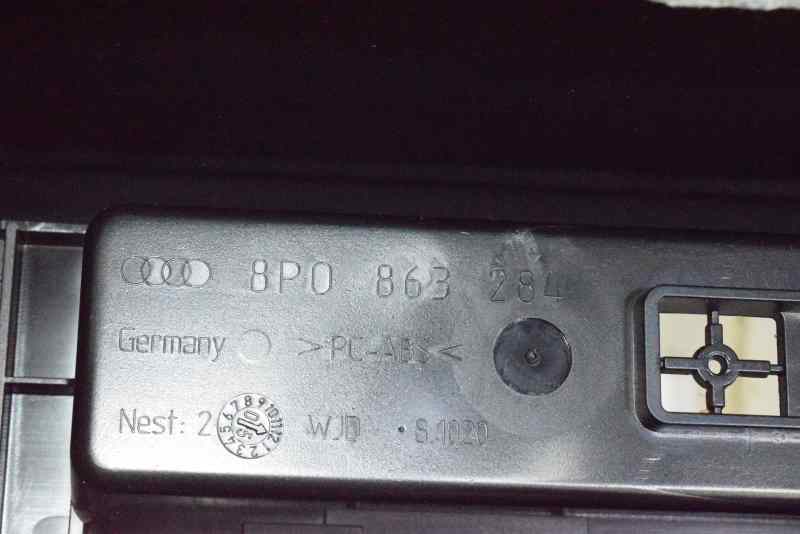 8P0 863 284
Germany >PC-ABS<
Nest: 2 WJD · S.1020